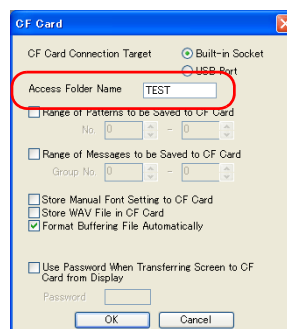 CF Card
CF Card Connection Target Built-in Socket
USB Port
Access Folder Name TEST
Range of Patterns to be Saved to CF Card
No. 0 - 0
Range of Messages to be Saved to CF Card
Group No. 0 - 0
Store Manual Font Setting to CF Card
Store WAV File in CF Card
Format Buffering File Automatically
Use Password When Transferring Screen to CF
Card from Display
Password
OK Cancel